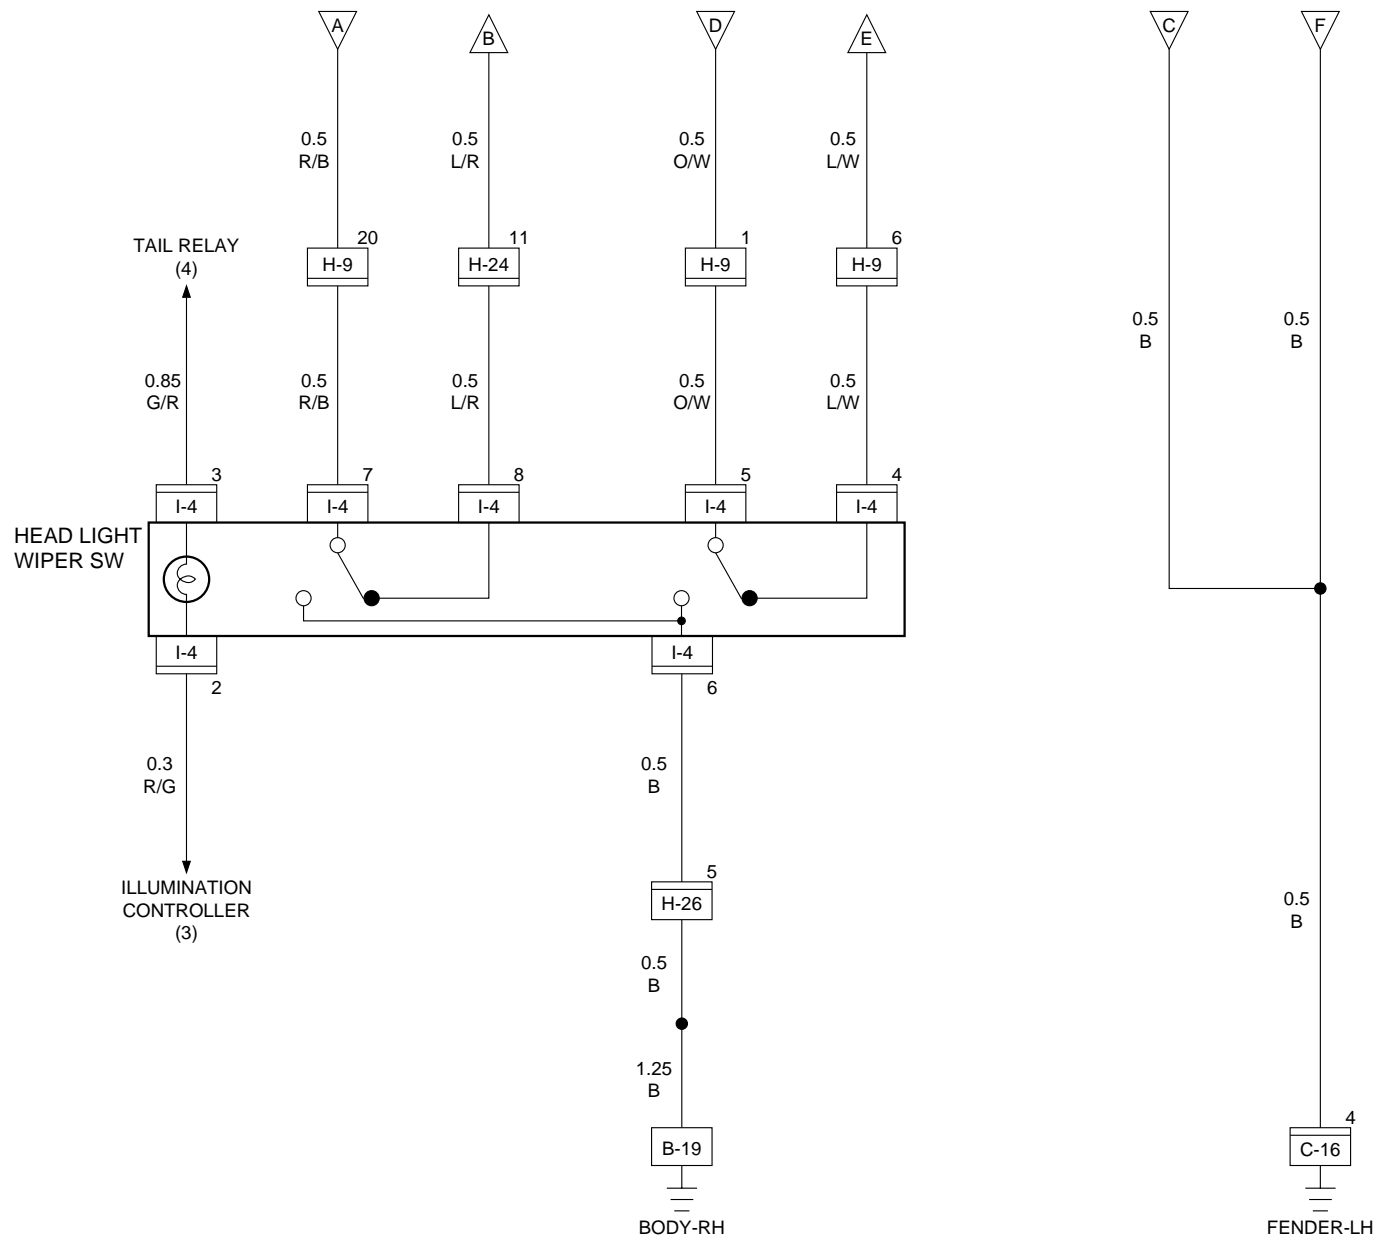 A
B
D
E
C
F
0.5
R/B
0.5
L/R
0.5
O/W
0.5
L/W
TAIL RELAY
(4)
20
H-9
11
H-24
1
H-9
6
H-9
0.5
B
0.5
B
0.85
G/R
0.5
R/B
0.5
L/R
0.5
O/W
0.5
L/W
3
I-4
7
I-4
8
I-4
5
I-4
4
I-4
HEAD LIGHT
WIPER SW
I-4
2
I-4
6
0.3
R/G
0.5
B
ILLUMINATION
CONTROLLER
(3)
5
H-26
0.5
B
0.5
B
1.25
B
B-19
BODY-RH
4
C-16
FENDER-LH